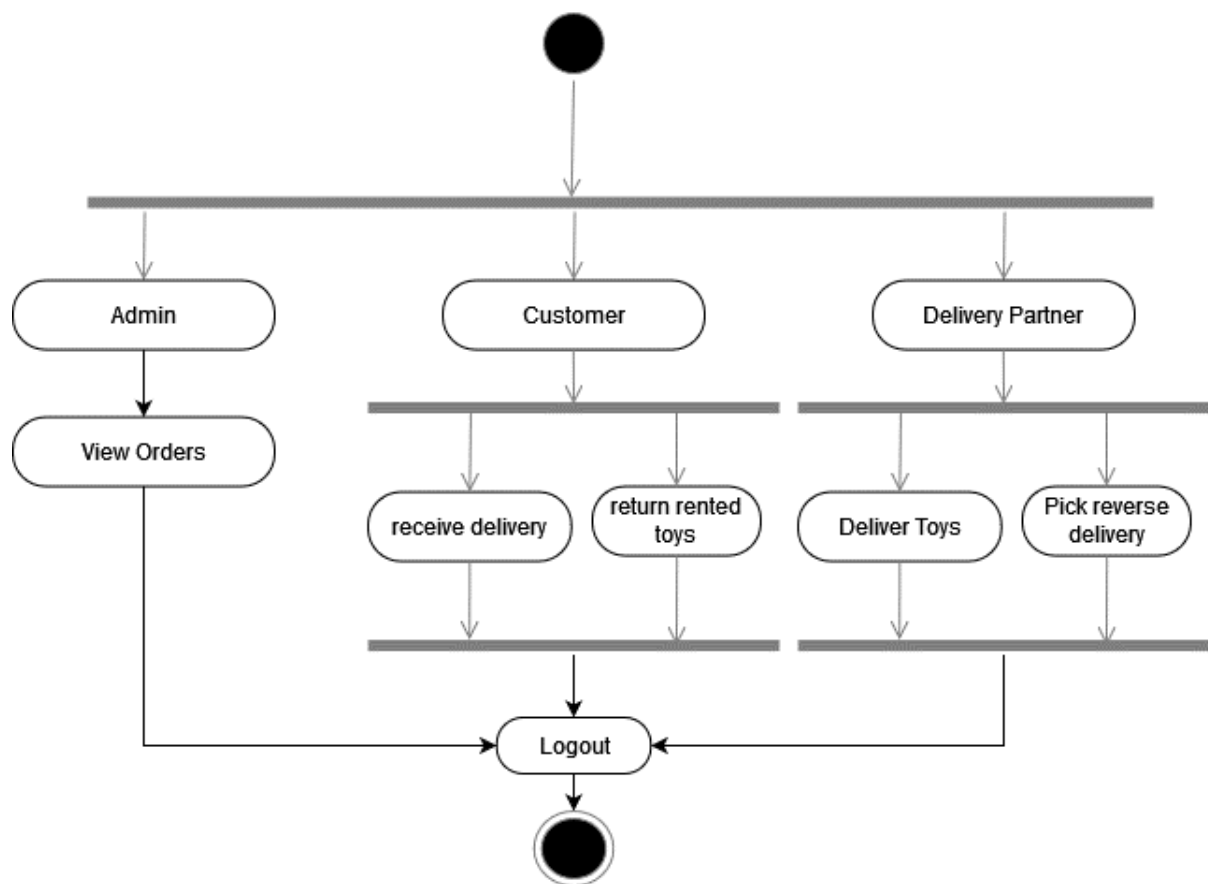 Admin
Customer
Delivery Partner
View Orders
receive delivery
return rented
toys
Deliver Toys
Pick reverse
delivery
Logout